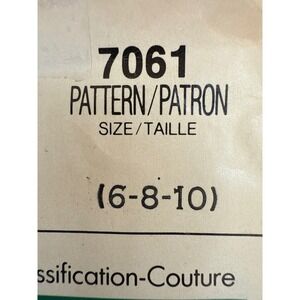 7061
PATTERN/PATRON
SIZE/TAILLE
(6-8-10)
ssification-Couture